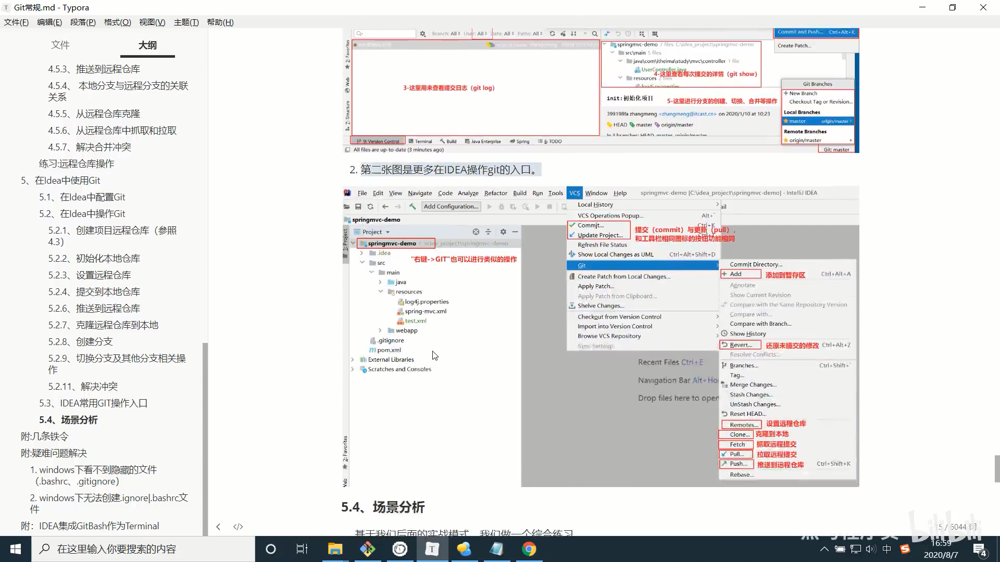 Git常规.md - Typora
文件(F) 编辑(E) 段落(P) 格式(O) 视图(V) 主题(T) 帮助(H)
文件 大纲
4.5.3、推送到远程仓库
4.5.4、 本地分支与远程分支的关联
关系
4.5.5、从远程仓库克隆
4.5.6、从远程仓库中抓取和拉取
4.5.7、解决合并冲突
练习:远程仓库操作
5、在Idea中使用Git
5.1、在Idea中配置Git
5.2、在Idea中操作Git
5.2.1、创建项目远程仓库（参照
4.3）
5.2.2、初始化本地仓库
5.2.3、设置远程仓库
5.2.4、提交到本地仓库
5.2.6、推送到远程仓库
5.2.7、克隆远程仓库到本地
5.2.8、创建分支
5.2.9、切换分支及其他分支相关操
作
5.2.11、解决冲突
5.3、IDEA常用GIT操作入口
5.4、场景分析
附:几条铁令
附:疑难问题解决
1. windows下看不到隐藏的文件
（.bashrc、.gitignore）
2. windows下无法创建.ignore|.bashrc文
件
附：IDEA集成GitBash作为Terminal
Branch: All User: All Date: All Paths: All
Commit and Push... Ctrl+Alt+K
Create Patch...
2: Favorites
Web
Z: Structure
3-这里用来查看提交日志（git log）
springmvc-demo 7 files C:\idea_project\springmvc-demo
src\main 5 files
java\com\itheima\study\mvc\controller 1 file
UserController.java
4-这里查看每次提交的详情（git show）
resources 2 files
log4j.properties
init:初始化项目
5-这里进行分支的创建、切换、合并等操作
399198fa zhangmeng <zhangmeng@itcast.cn> on 2020/1/10 at 10:23
HEAD master origin/master
In 3 branches: HEAD, master, origin/master
Git Branches
+ New Branch
Checkout Tag or Revision...
Local Branches
master origin/master
Remote Branches
origin/master
9: Version Control Terminal Build Java Enterprise Spring 6: TODO
All files are up-to-date (3 minutes ago) Git: master
2. 第二张图是更多在IDEA操作git的入口。
File Edit View Navigate Code Analyze Refactor Build Run Tools VCS Window Help springmvc-demo [C:\idea_project\springmvc-demo] - IntelliJ IDEA
Add Configuration...
springmvc-demo
1: Project
Project
springmvc-demo C:\idea_project\springmvc-demo
.idea
"右键->GIT"也可以进行类似的操作
src
main
java
resources
log4j.properties
spring-mvc.xml
test.xml
webapp
.gitignore
pom.xml
External Libraries
Scratches and Consoles
2: Favorites
Local History
VCS Operations Popup... Alt+`
Commit... Ctrl+K
提交（commit）与更新（pull），
Update Project...
和工具栏相同图标的按钮功能相同
Refresh File Status
Show Local Changes as UML Ctrl+Alt+Shift+D
Git
Create Patch from Local Changes...
Apply Patch...
Apply Patch from Clipboard...
Shelve Changes...
Checkout from Version Control
Import into Version Control
Browse VCS Repository
Sync Settings
Recent Files Ctrl+E
Navigation Bar Alt+Ho
Drop files here to open
Commit Directory...
+ Add 添加到暂存区 Ctrl+Alt+A
Annotate
Show Current Revision
Compare with the Same Repository Version
Compare with...
Compare with Branch...
Show History
Revert... 还原未提交的修改 Ctrl+Alt+Z
Resolve Conflicts...
Branches... Ctrl+Shift+`
Tag...
Merge Changes...
Stash Changes...
UnStash Changes...
Reset HEAD...
Remotes... 设置远程仓库
Clone... 克隆到本地
Fetch 抓取远程提交
Pull... 拉取远程提交
Push... 推送到远程仓库 Ctrl+Shift+K
Rebase...
5.4、场景分析
基于我们后面的实战模式，我们做一个综合练习
15 / 6044 词
bilibili
在这里输入你要搜索的内容
中
16:59
2020/8/7
4